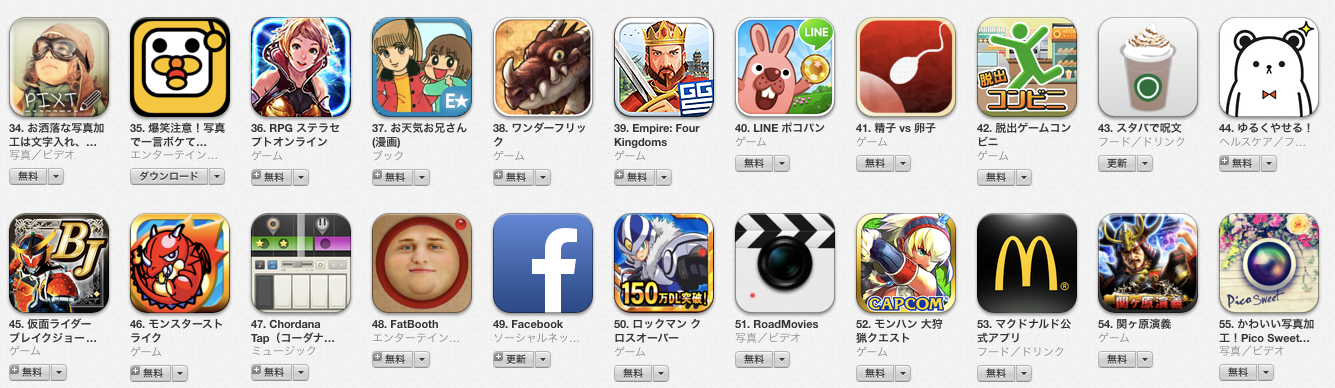 PIXT
E★
GG
LINE
脱出
コンビニ
34. お洒落な写真加
工は文字入れ、...
写真／ビデオ
無料
35. 爆笑注意！写真
で一言ボケて...
エンターテイン...
ダウンロード
36. RPG ステラセ
プトオンライン
ゲーム
無料
37. お天気お兄さん
(漫画)
ブック
無料
38. ワンダーフリッ
ク
ゲーム
無料
39. Empire: Four
Kingdoms
ゲーム
無料
40. LINE ポコパン
ゲーム
無料
41. 精子 vs 卵子
ゲーム
無料
42. 脱出ゲームコン
ビニ
ゲーム
無料
43. スタバで呪文
フード／ドリンク
更新
44. ゆるくやせる！
ヘルスケア／フ...
無料
BJ
150万DL突破!
CAPCOM
M
関ヶ原演義
Pico Sweet
45. 仮面ライダー
ブレイクジョー...
ゲーム
無料
46. モンスタースト
ライク
ゲーム
無料
47. Chordana
Tap（コーダナ...
ミュージック
無料
48. FatBooth
エンターテイン...
無料
49. Facebook
ソーシャルネッ...
更新
50. ロックマン ク
ロスオーバー
ゲーム
無料
51. RoadMovies
写真／ビデオ
無料
52. モンハン 大狩
猟クエスト
ゲーム
無料
53. マクドナルド公
式アプリ
フード／ドリンク
無料
54. 関ヶ原演義
ゲーム
無料
55. かわいい写真加
工！Pico Sweet...
写真／ビデオ
無料